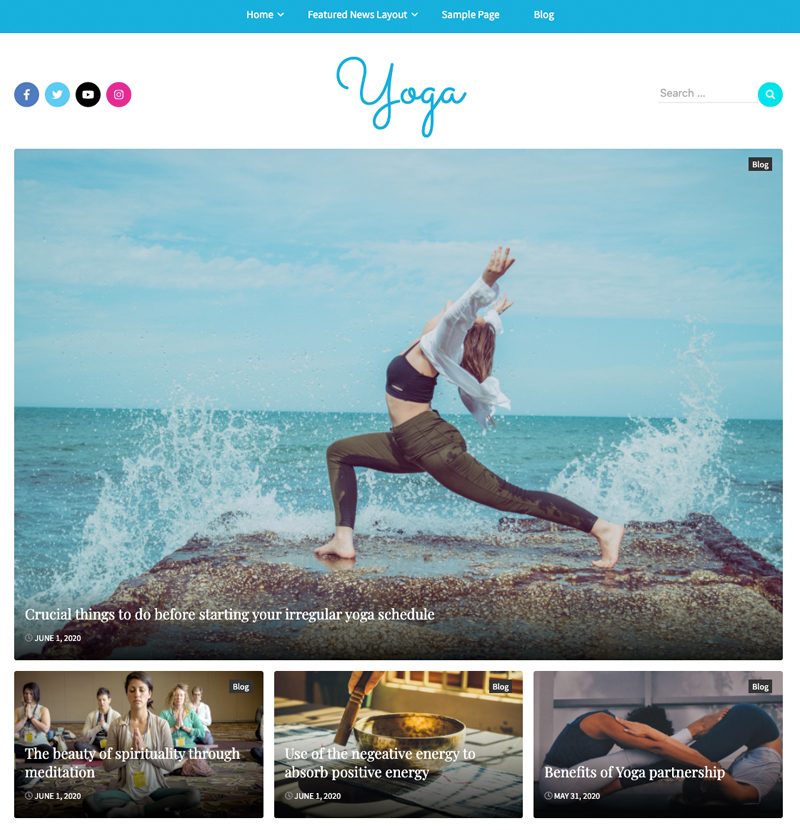 Home
Featured News Layout
Sample Page
Blog
Yoga
Search ...
Blog
Crucial things to do before starting your irregular yoga schedule
JUNE 1, 2020
Blog
The beauty of spirituality through
meditation
JUNE 1, 2020
Blog
Use of the negeative energy to
absorb positive energy
JUNE 1, 2020
Blog
Benefits of Yoga partnership
MAY 31, 2020